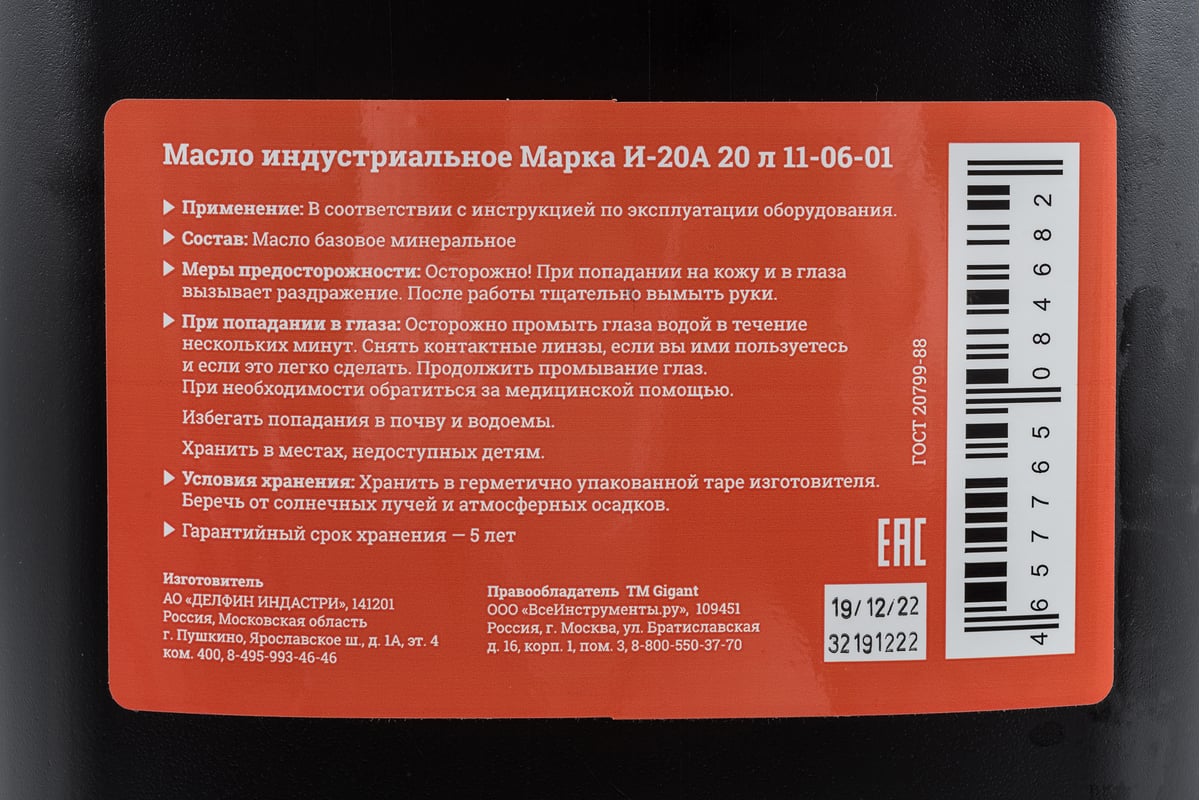 Масло индустриальное Марка И-20А 20 л 11-06-01
Применение: В соответствии с инструкцией по эксплуатации оборудования.
Состав: Масло базовое минеральное
Меры предосторожности: Осторожно! При попадании на кожу и в глаза
вызывает раздражение. После работы тщательно вымыть руки.
При попадании в глаза: Осторожно промыть глаза водой в течение
нескольких минут. Снять контактные линзы, если вы ими пользуетесь
и если это легко сделать. Продолжить промывание глаз.
При необходимости обратиться за медицинской помощью.
Избегать попадания в почву и водоемы.
Хранить в местах, недоступных детям.
Условия хранения: Хранить в герметично упакованной таре изготовителя.
Беречь от солнечных лучей и атмосферных осадков.
Гарантийный срок хранения — 5 лет
Изготовитель
АО «ДЕЛФИН ИНДАСТРИ», 141201
Россия, Московская область
г. Пушкино, Ярославское ш., д. 1А, эт. 4
ком. 400, 8-495-993-46-46
Правообладатель ТМ Gigant
ООО «ВсеИнструменты.ру», 109451
Россия, г. Москва, ул. Братиславская
д. 16, корп. 1, пом. 3, 8-800-550-37-70
ГОСТ 20799-88
EAC
19/12/22
32191222
4 657765 084682